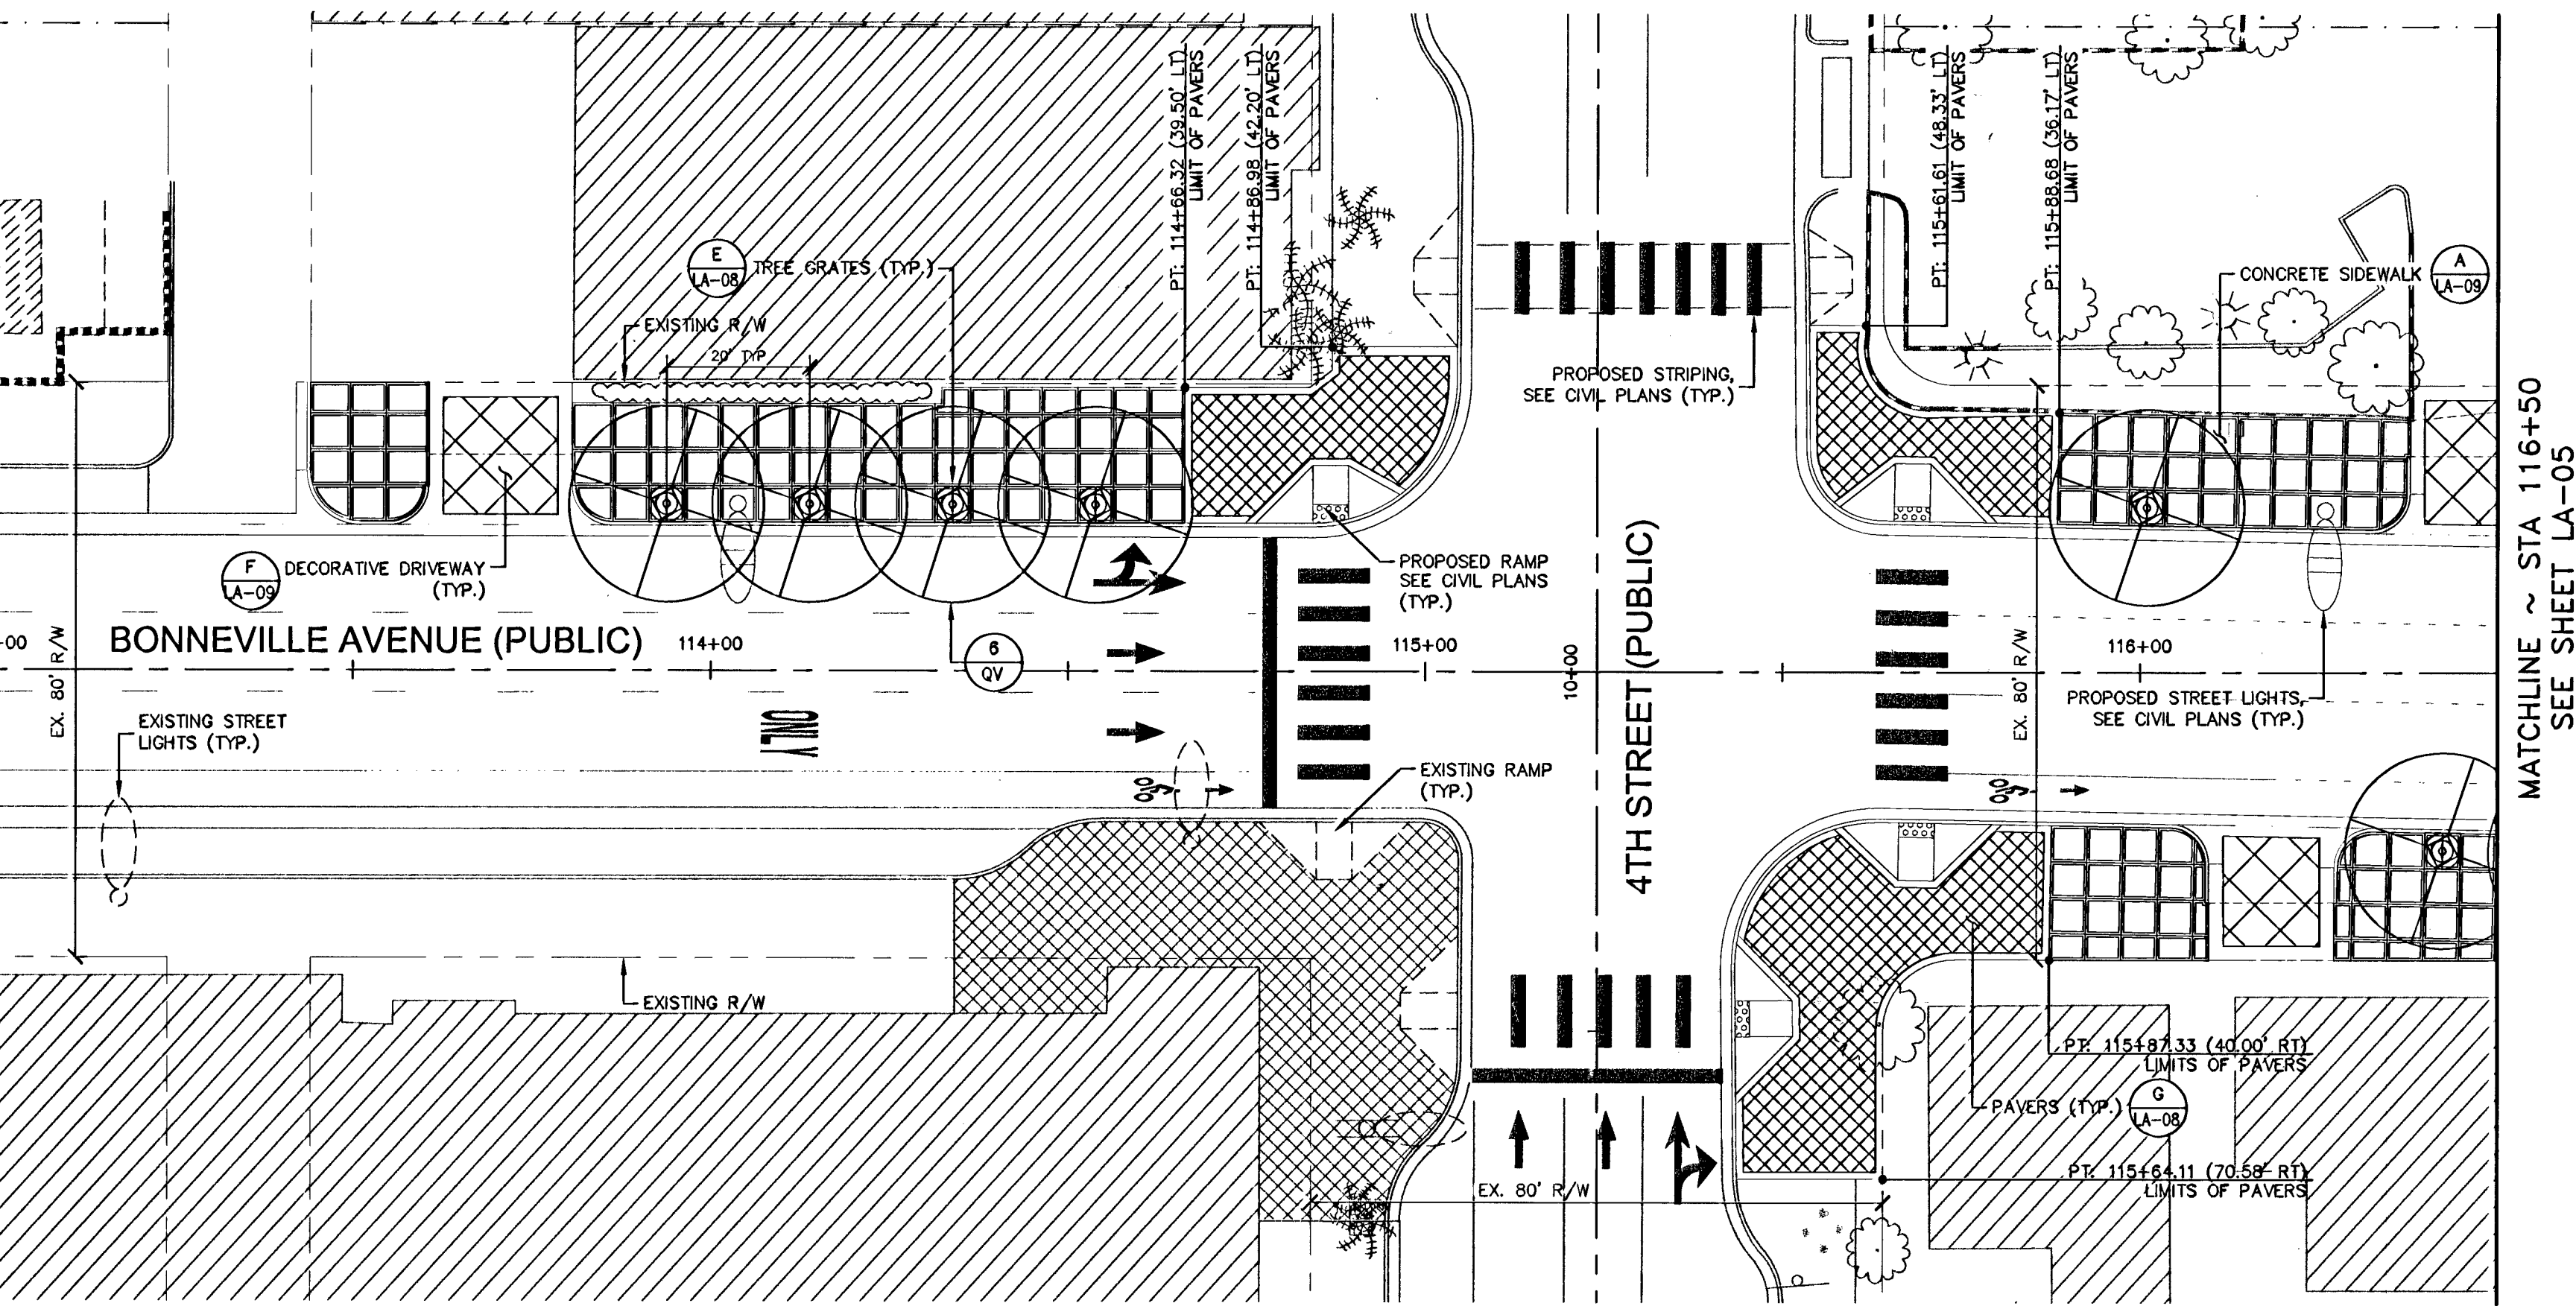 PT: 114+66.32 (39.50' LT)
LIMIT OF PAVERS
PT: 114+86.98 (42.20' LT)
LIMIT OF PAVERS
PT: 115+61.61 (48.33' LT)
LIMIT OF PAVERS
PT: 115+88.68 (36.17' LT)
LIMIT OF PAVERS
E
LA-08
TREE GRATES (TYP.)
EXISTING R/W
20' TYP
CONCRETE SIDEWALK
A
LA-09
PROPOSED STRIPING,
SEE CIVIL PLANS (TYP.)
MATCHLINE ~ STA 116+50
SEE SHEET LA-05
F
LA-09
DECORATIVE DRIVEWAY
(TYP.)
PROPOSED RAMP
SEE CIVIL PLANS
(TYP.)
-00
EX. 80' R/W
BONNEVILLE AVENUE (PUBLIC)
114+00
6
QV
115+00
10+00
4TH STREET (PUBLIC)
EX. 80' R/W
116+00
PROPOSED STREET LIGHTS,
SEE CIVIL PLANS (TYP.)
EXISTING STREET
LIGHTS (TYP.)
ONLY
EXISTING RAMP
(TYP.)
EXISTING R/W
PT: 115+87.33 (40.00' RT)
LIMITS OF PAVERS
PAVERS (TYP.)
G
LA-08
PT: 115+64.11 (70.58' RT)
LIMITS OF PAVERS
EX. 80' R/W